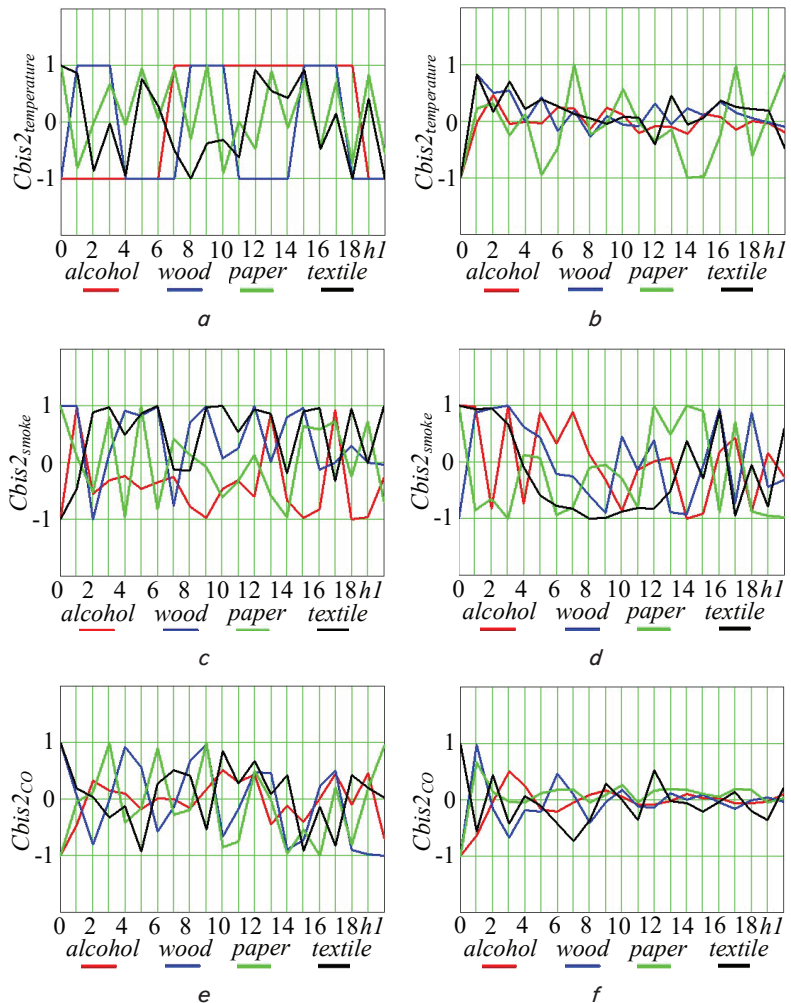 Cbis2temperature
1
0
-1
0 2 4 6 8 10 12 14 16 18 h1
alcohol wood paper textile
a
Cbis2temperature
1
0
-1
0 2 4 6 8 10 12 14 16 18 h1
alcohol wood paper textile
b
Cbis2smoke
1
0
-1
0 2 4 6 8 10 12 14 16 18 h1
alcohol wood paper textile
c
Cbis2smoke
1
0
-1
0 2 4 6 8 10 12 14 16 18 h1
alcohol wood paper textile
d
Cbis2CO
1
0
-1
0 2 4 6 8 10 12 14 16 18 h1
alcohol wood paper textile
e
Cbis2CO
1
0
-1
0 2 4 6 8 10 12 14 16 18 h1
alcohol wood paper textile
f